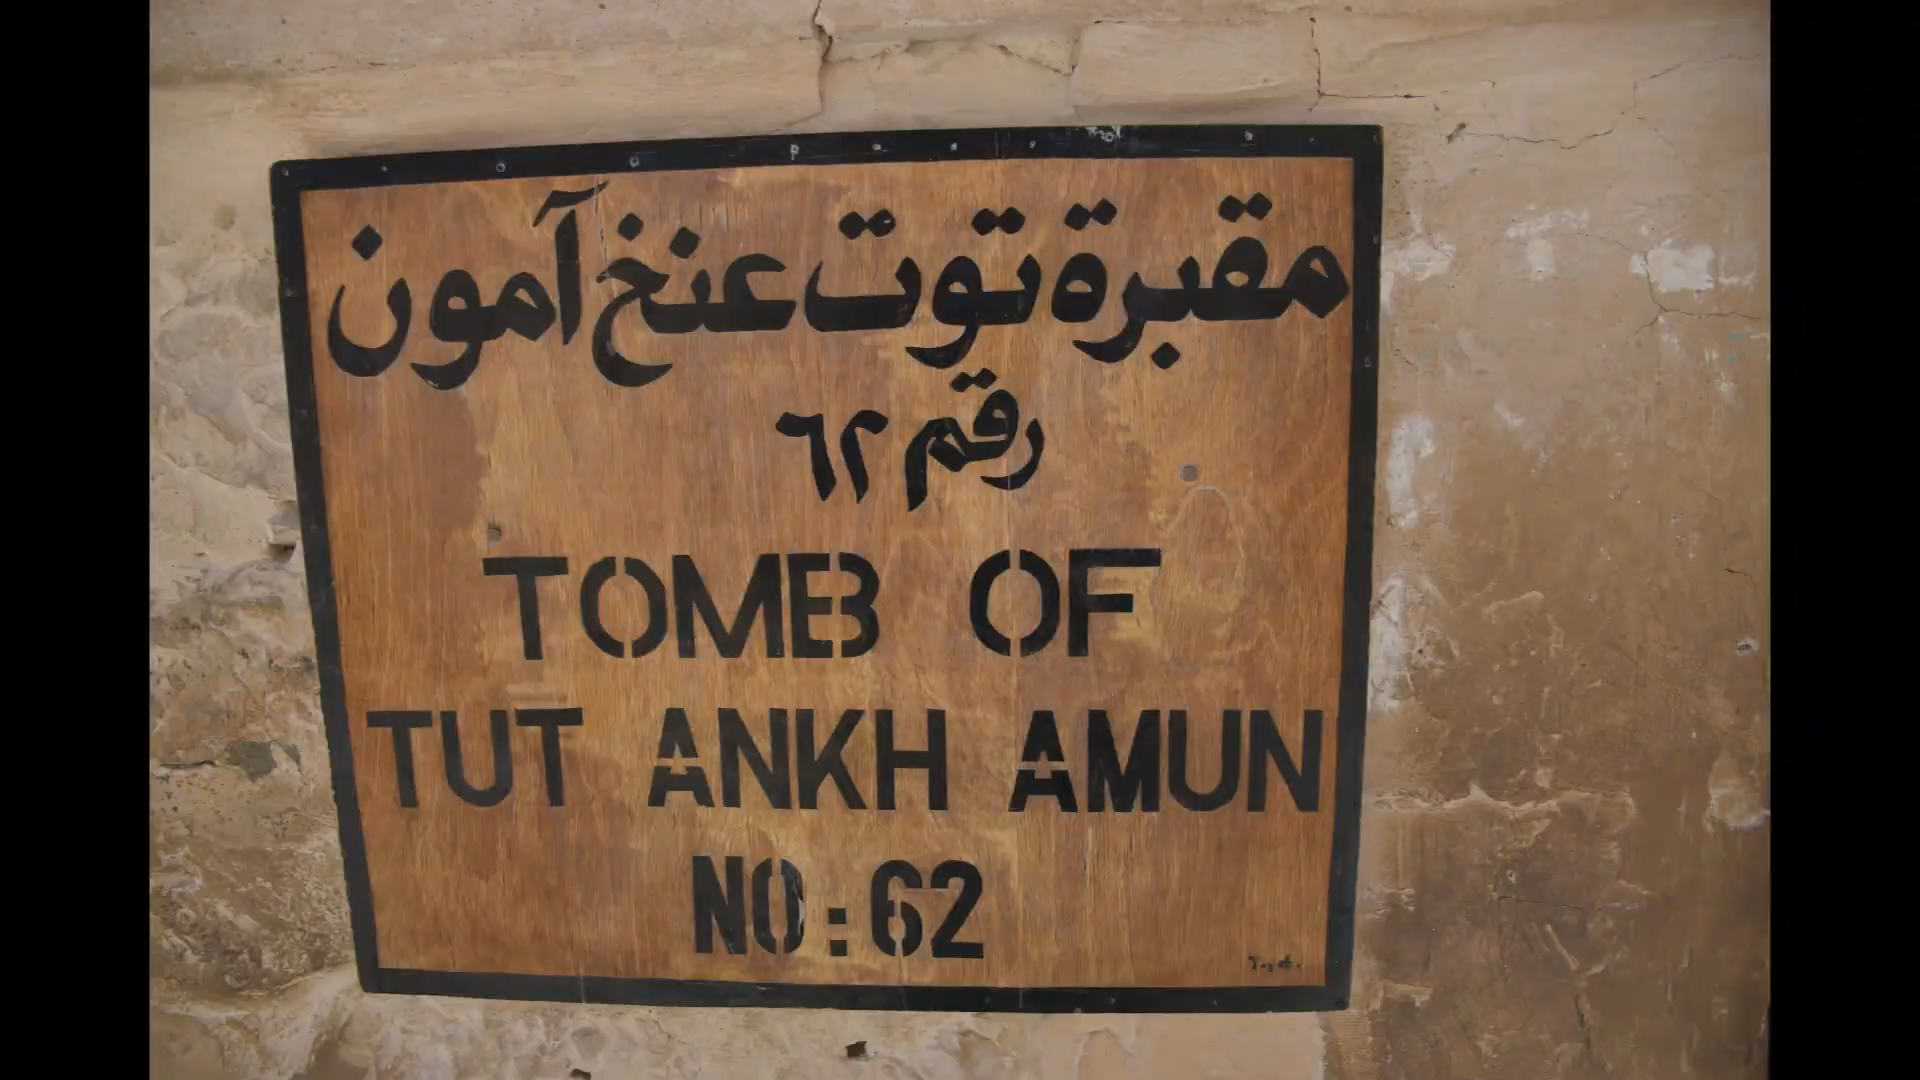 مقبرة توت عنخ آمون
رقم ٦٢
TOMB OF
TUT ANKH AMUN
NO: 62